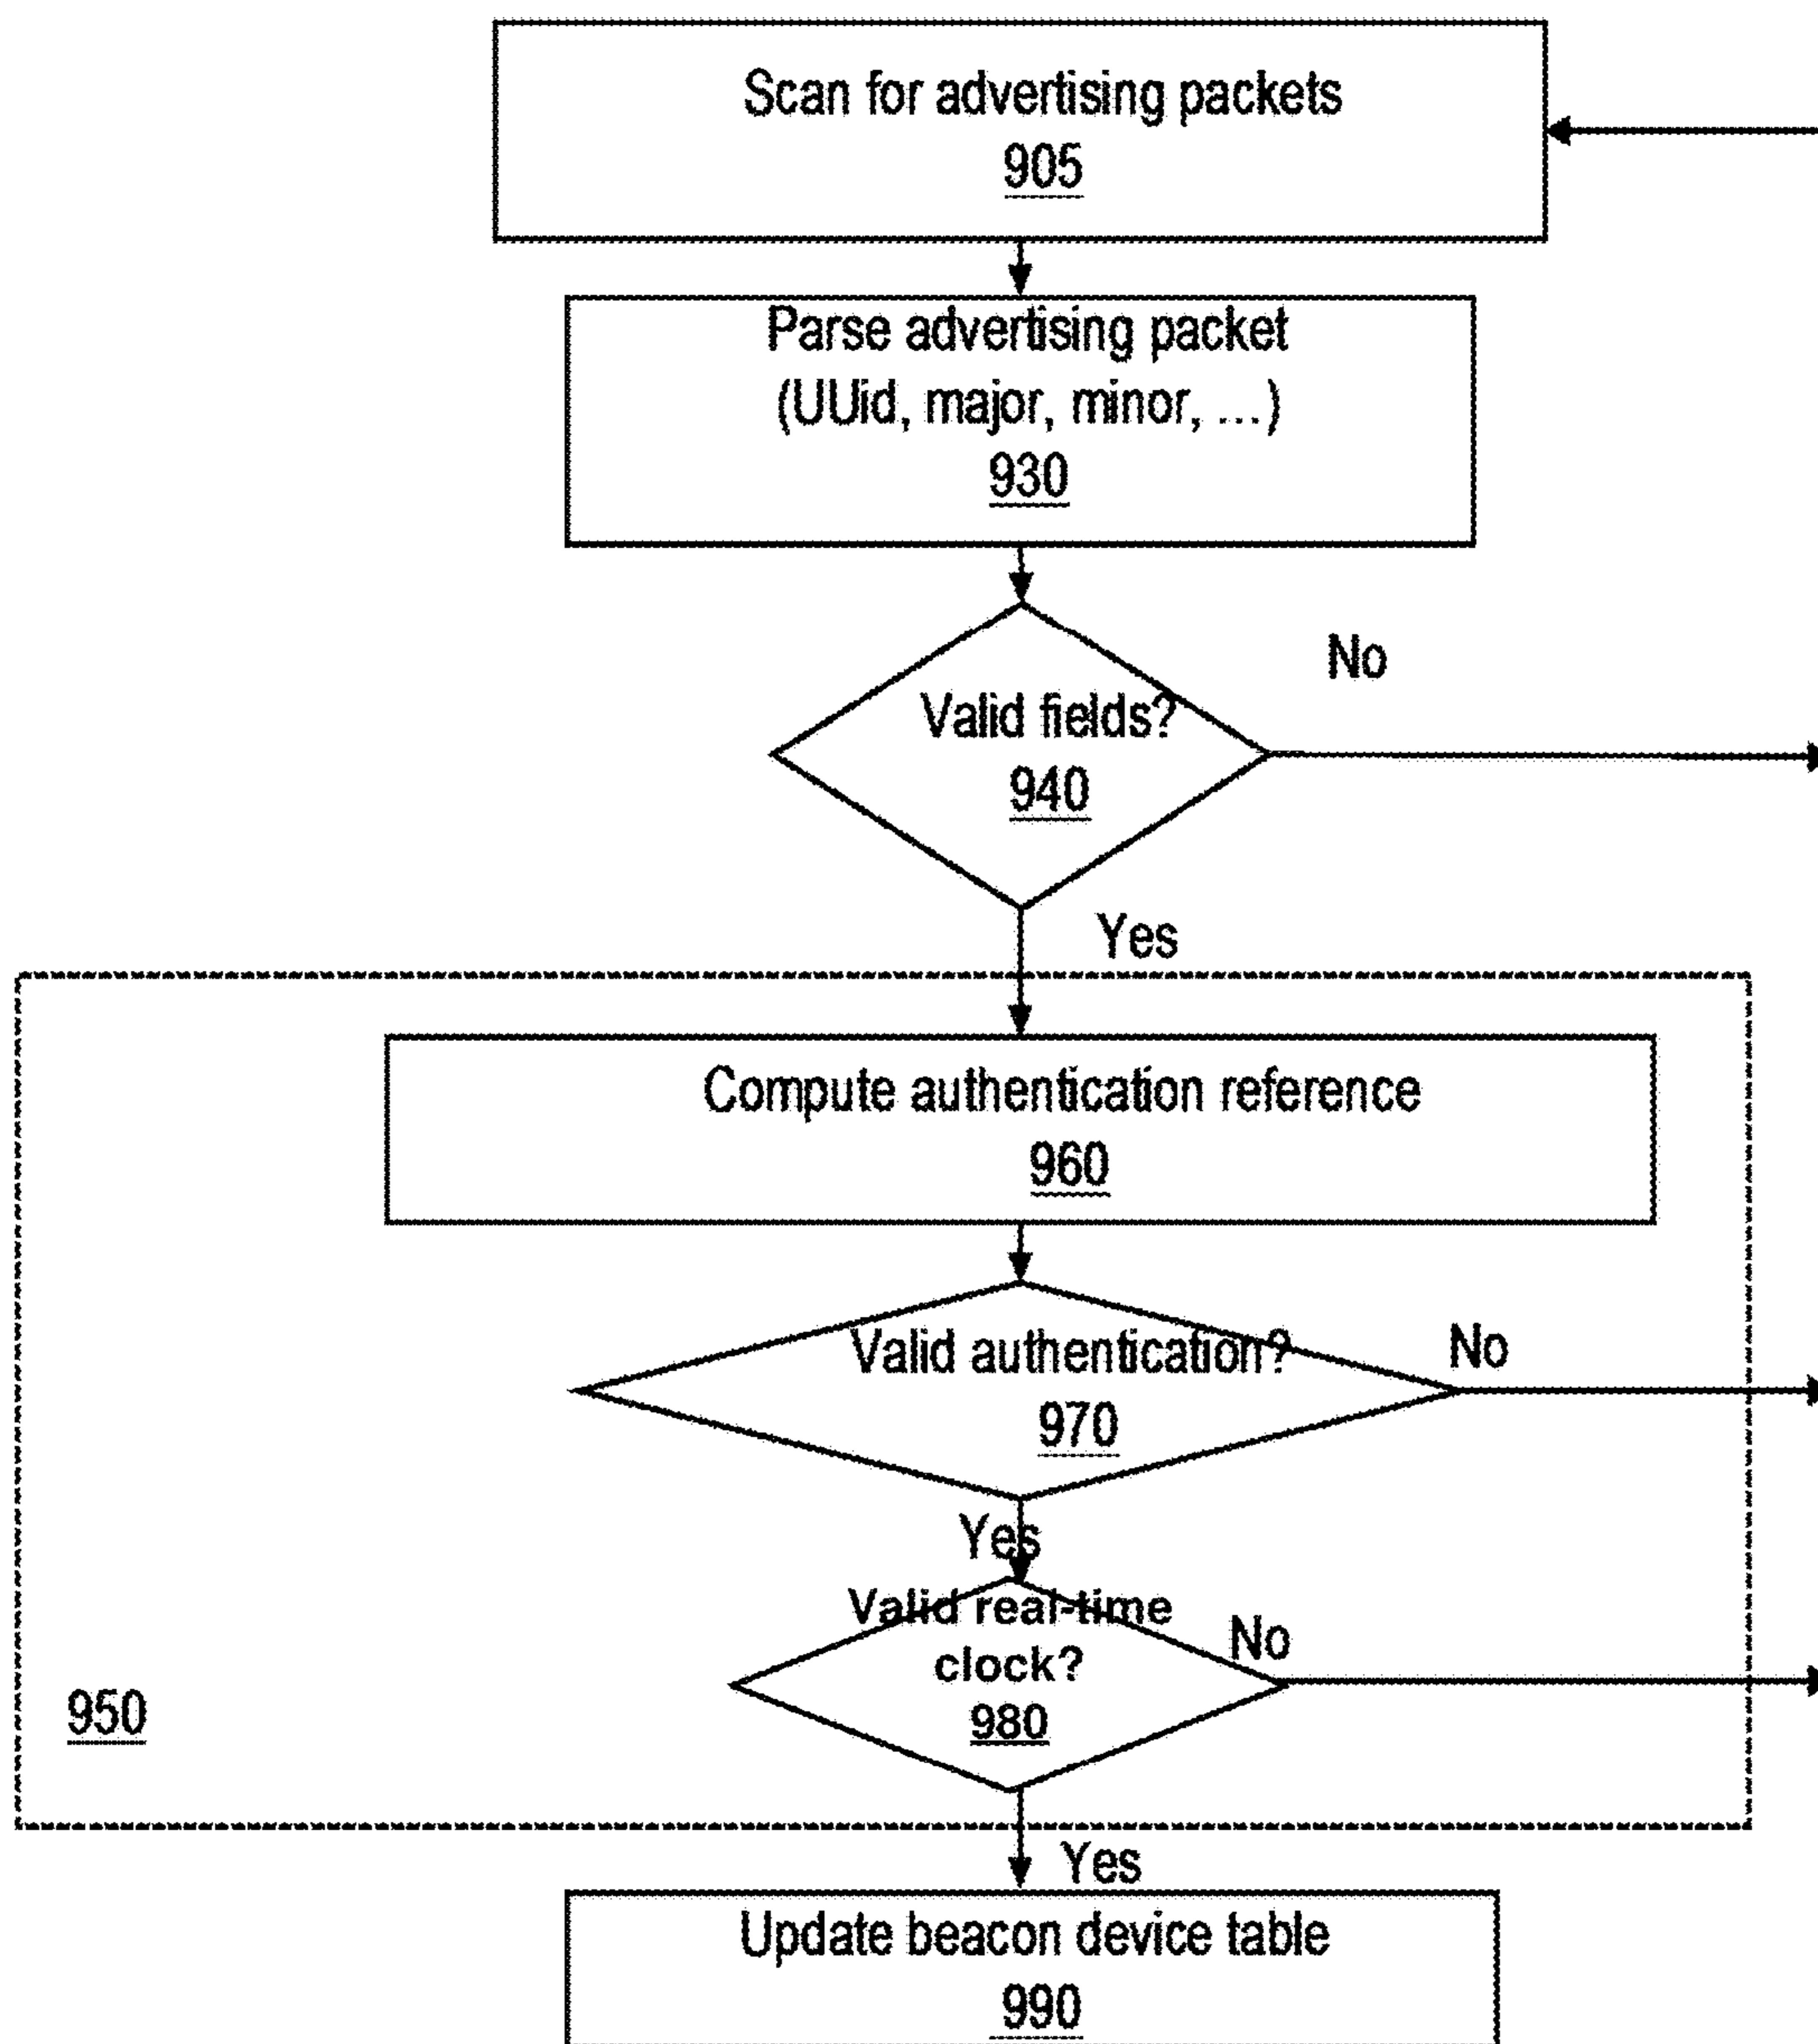 Scan for advertising packets
905
Parse advertising packet
(UUid, major, minor, ...)
930
No
Valid fields?
940
Yes
Compute authentication reference
960
Valid authentication?
No
970
Yes
Valid real-time
No
clock?
980
950
Yes
Update beacon device table
990